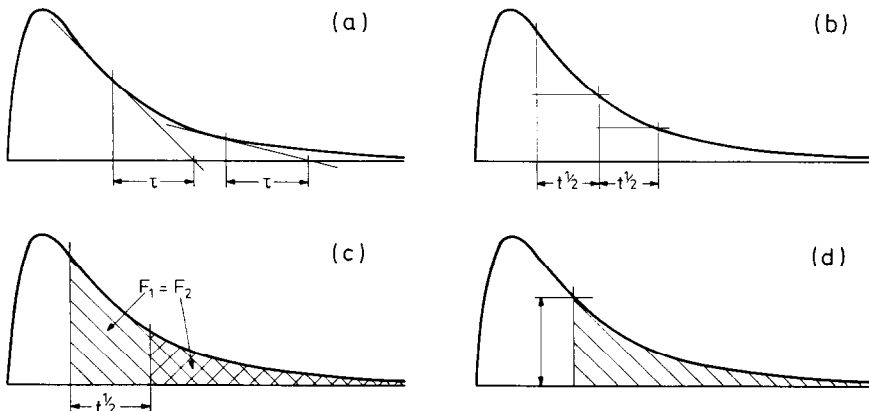 (a)
τ
τ
(b)
t½
t½
(c)
F₁ = F₂
t½
(d)